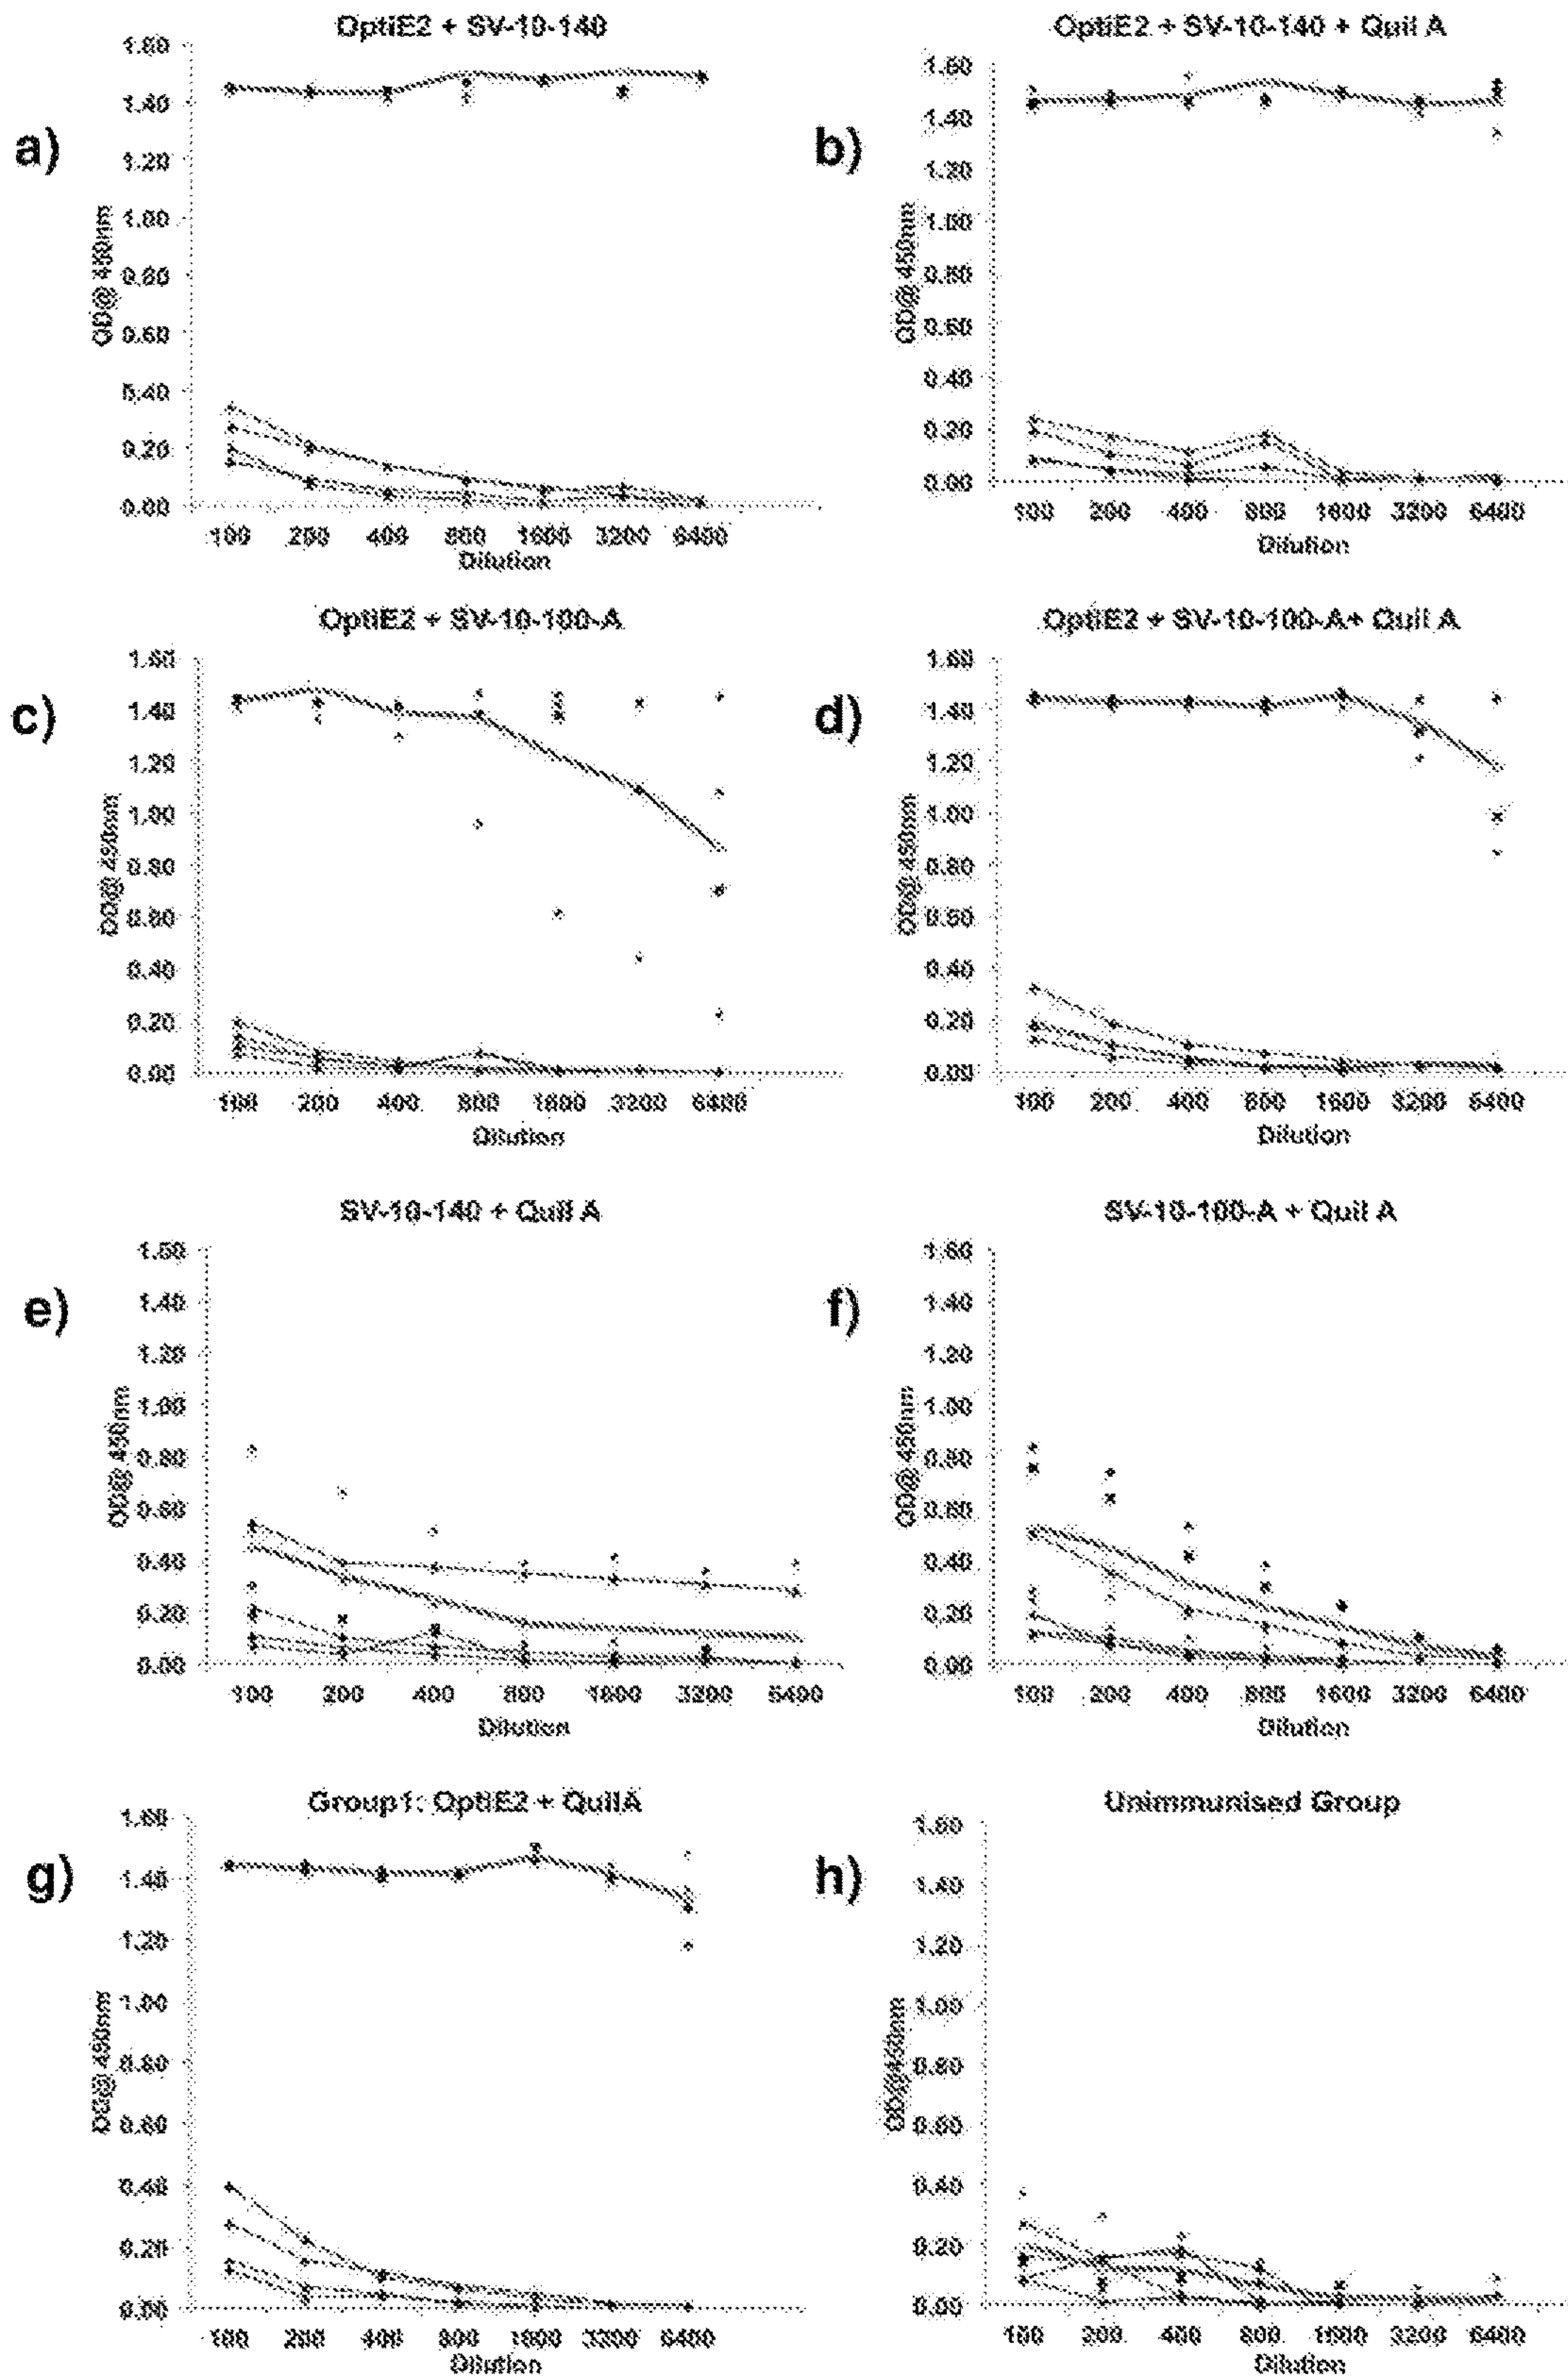 a)
OptiE2 + SV-10-140
OD@ 450nm
1.60
1.40
1.20
1.00
0.80
0.60
0.40
0.20
0.00
100 200 400 800 1600 3200 6400
Dilution
b)
OptiE2 + SV-10-140 + Quil A
OD@ 450nm
1.60
1.40
1.20
1.00
0.80
0.60
0.40
0.20
0.00
100 200 400 800 1600 3200 6400
Dilution
c)
OptiE2 + SV-10-100-A
OD@ 450nm
1.60
1.40
1.20
1.00
0.80
0.60
0.40
0.20
0.00
100 200 400 800 1600 3200 6400
Dilution
d)
OptiE2 + SV-10-100-A+ Quil A
OD@ 450nm
1.60
1.40
1.20
1.00
0.80
0.60
0.40
0.20
0.00
100 200 400 800 1600 3200 6400
Dilution
e)
SV-10-140 + Quil A
OD@ 450nm
1.60
1.40
1.20
1.00
0.80
0.60
0.40
0.20
0.00
100 200 400 800 1600 3200 6400
Dilution
f)
SV-10-100-A + Quil A
OD@ 450nm
1.60
1.40
1.20
1.00
0.80
0.60
0.40
0.20
0.00
100 200 400 800 1600 3200 6400
Dilution
g)
Group1: OptiE2 + QuilA
OD@ 450nm
1.60
1.40
1.20
1.00
0.80
0.60
0.40
0.20
0.00
100 200 400 800 1600 3200 6400
Dilution
h)
Unimmunised Group
OD@450nm
1.60
1.40
1.20
1.00
0.80
0.60
0.40
0.20
0.00
100 200 400 800 1600 3200 6400
Dilution